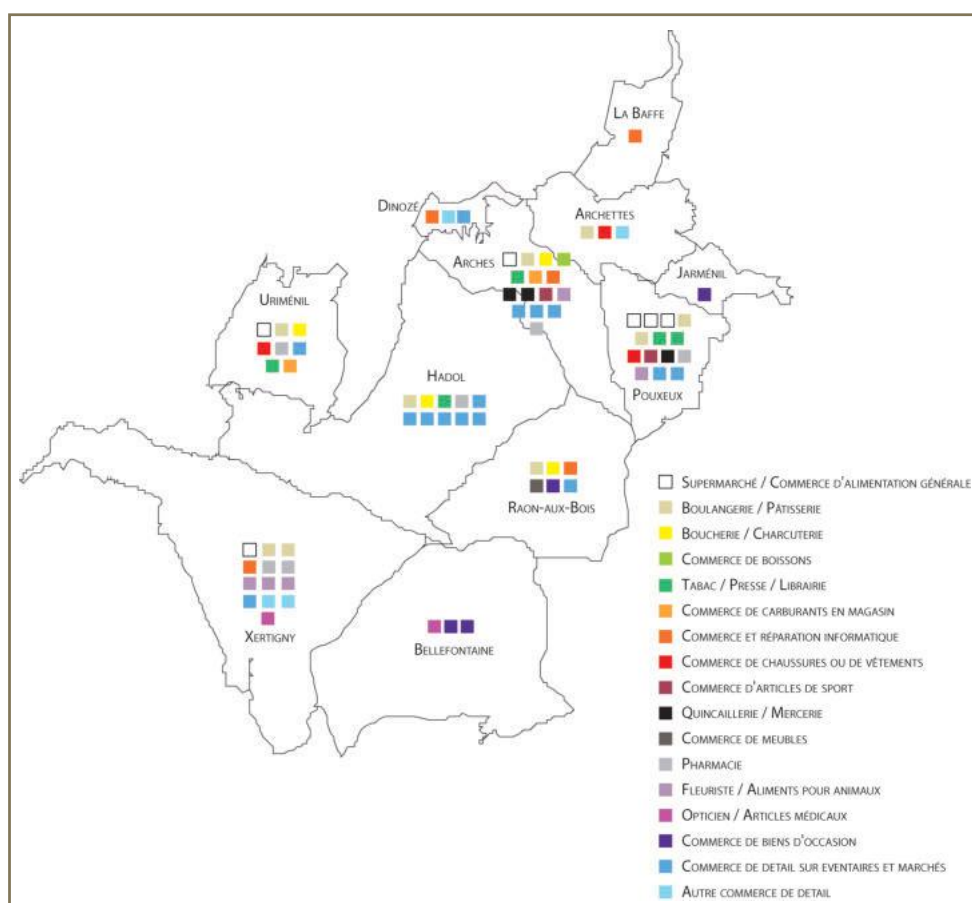 La Baffe
Dinozé
Archettes
Arches
Jarménil
Uriménil
Hadol
Pouxeux
Raon-aux-Bois
Xertigny
Bellefontaine
Supermarché / Commerce d'alimentation générale
Boulangerie / Pâtisserie
Boucherie / Charcuterie
Commerce de boissons
Tabac / Presse / Librairie
Commerce de carburants en magasin
Commerce et réparation informatique
Commerce de chaussures ou de vêtements
Commerce d'articles de sport
Quincaillerie / Mercerie
Commerce de meubles
Pharmacie
Fleuriste / Aliments pour animaux
Opticien / Articles médicaux
Commerce de biens d'occasion
Commerce de detail sur eventaires et marchés
Autre commerce de detail